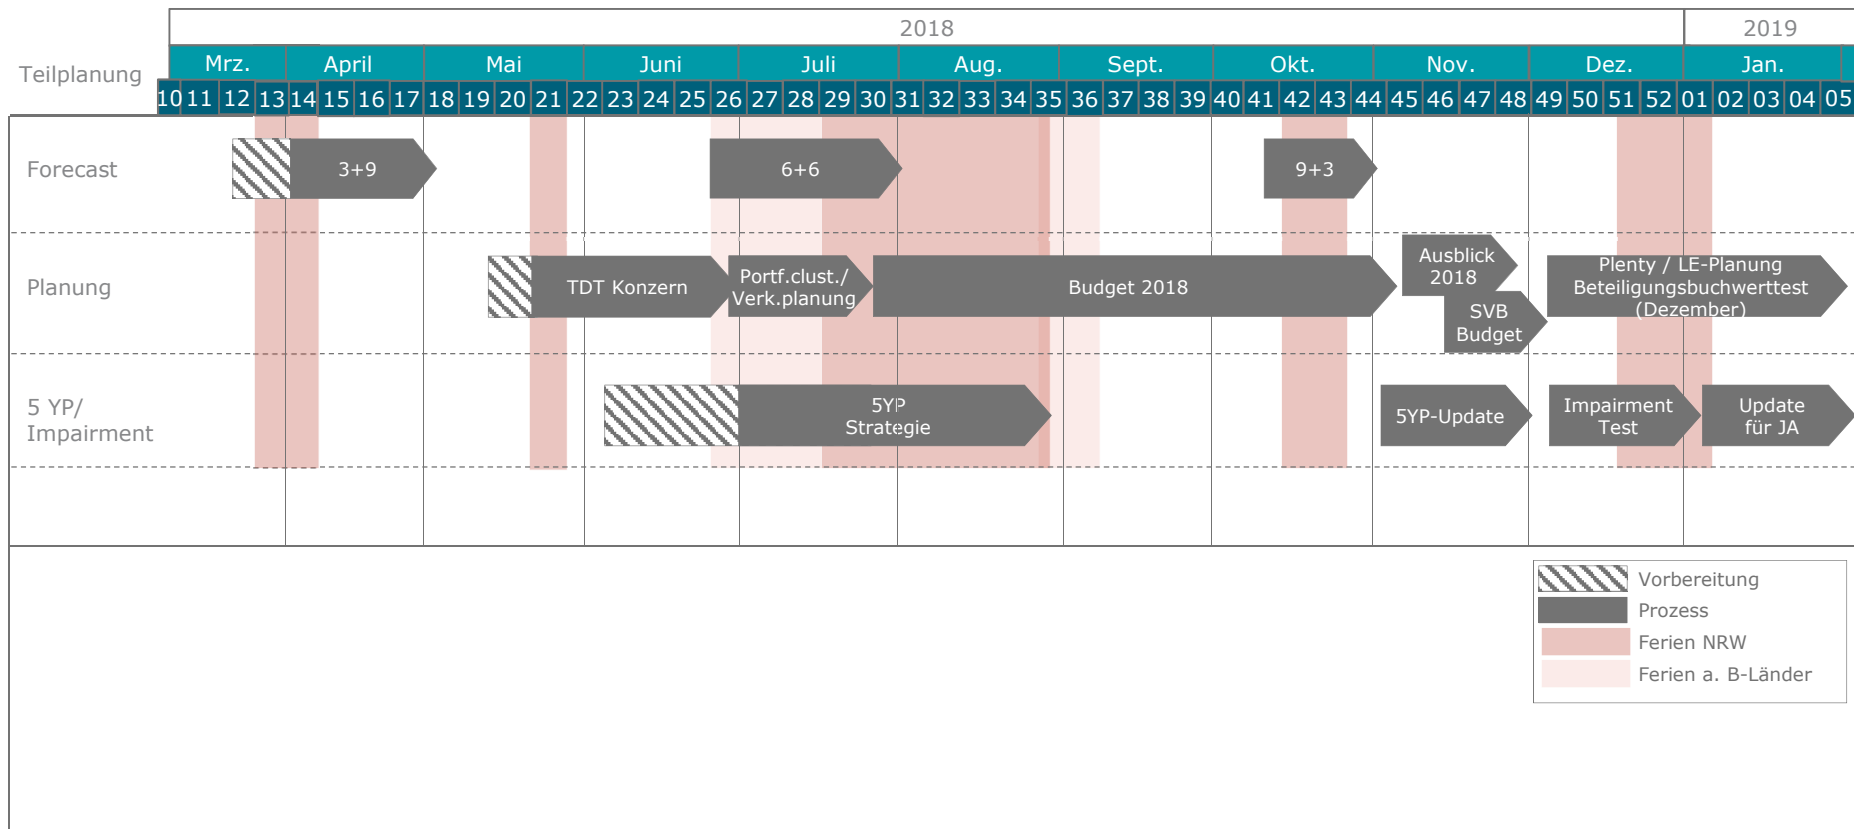 2018 2019
Teilplanung
Mrz. April Mai Juni Juli Aug. Sept. Okt. Nov. Dez. Jan.
10 11 12 13 14 15 16 17 18 19 20 21 22 23 24 25 26 27 28 29 30 31 32 33 34 35 36 37 38 39 40 41 42 43 44 45 46 47 48 49 50 51 52 01 02 03 04 05
Forecast
3+9
6+6
9+3
Planung
TDT Konzern
Portf.clust./
Verk.planung
Budget 2018
Ausblick
2018
SVB
Budget
Plenty / LE-Planung
Beteiligungsbuchwerttest
(Dezember)
5 YP/
Impairment
5YP
Strategie
5YP-Update
Impairment
Test
Update
für JA
Vorbereitung
Prozess
Ferien NRW
Ferien a. B-Länder